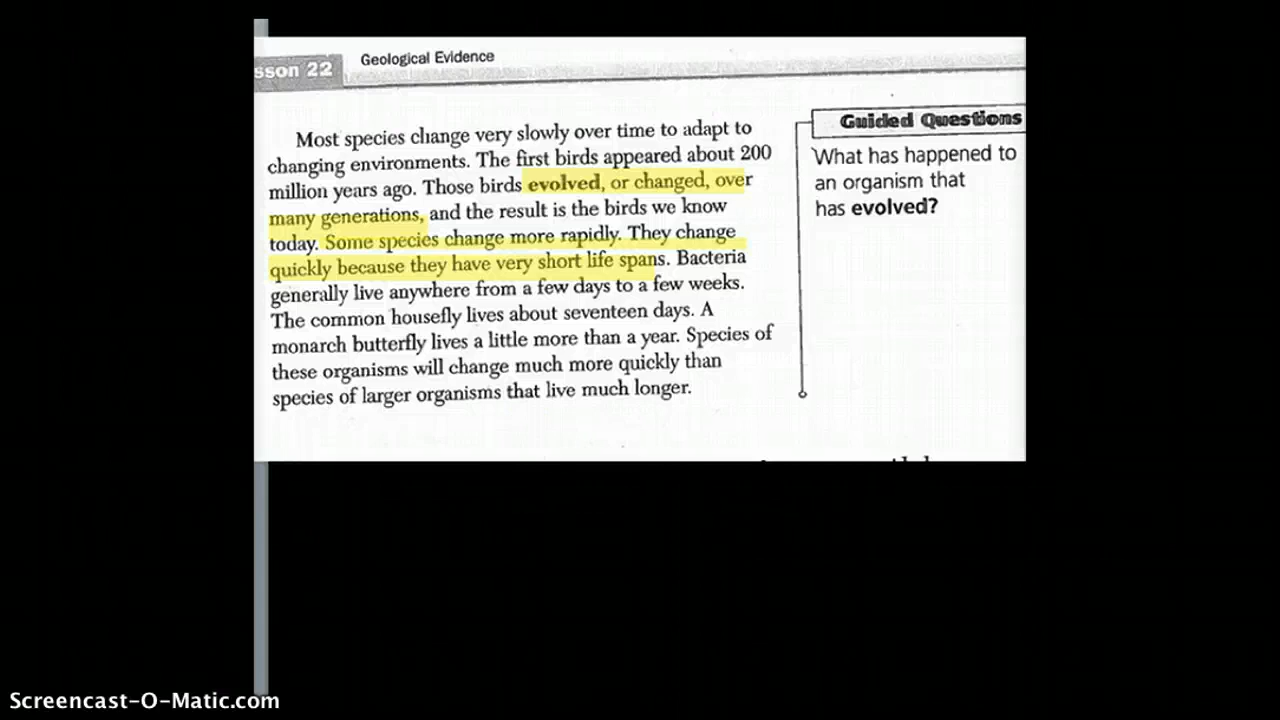 sson 22
Geological Evidence
Most species change very slowly over time to adapt to
changing environments. The first birds appeared about 200
million years ago. Those birds evolved, or changed, over
many generations, and the result is the birds we know
today. Some species change more rapidly. They change
quickly because they have very short life spans. Bacteria
generally live anywhere from a few days to a few weeks.
The common housefly lives about seventeen days. A
monarch butterfly lives a little more than a year. Species of
these organisms will change much more quickly than
species of larger organisms that live much longer.
Guided Questions
What has happened to
an organism that
has evolved?
Screencast-O-Matic.com